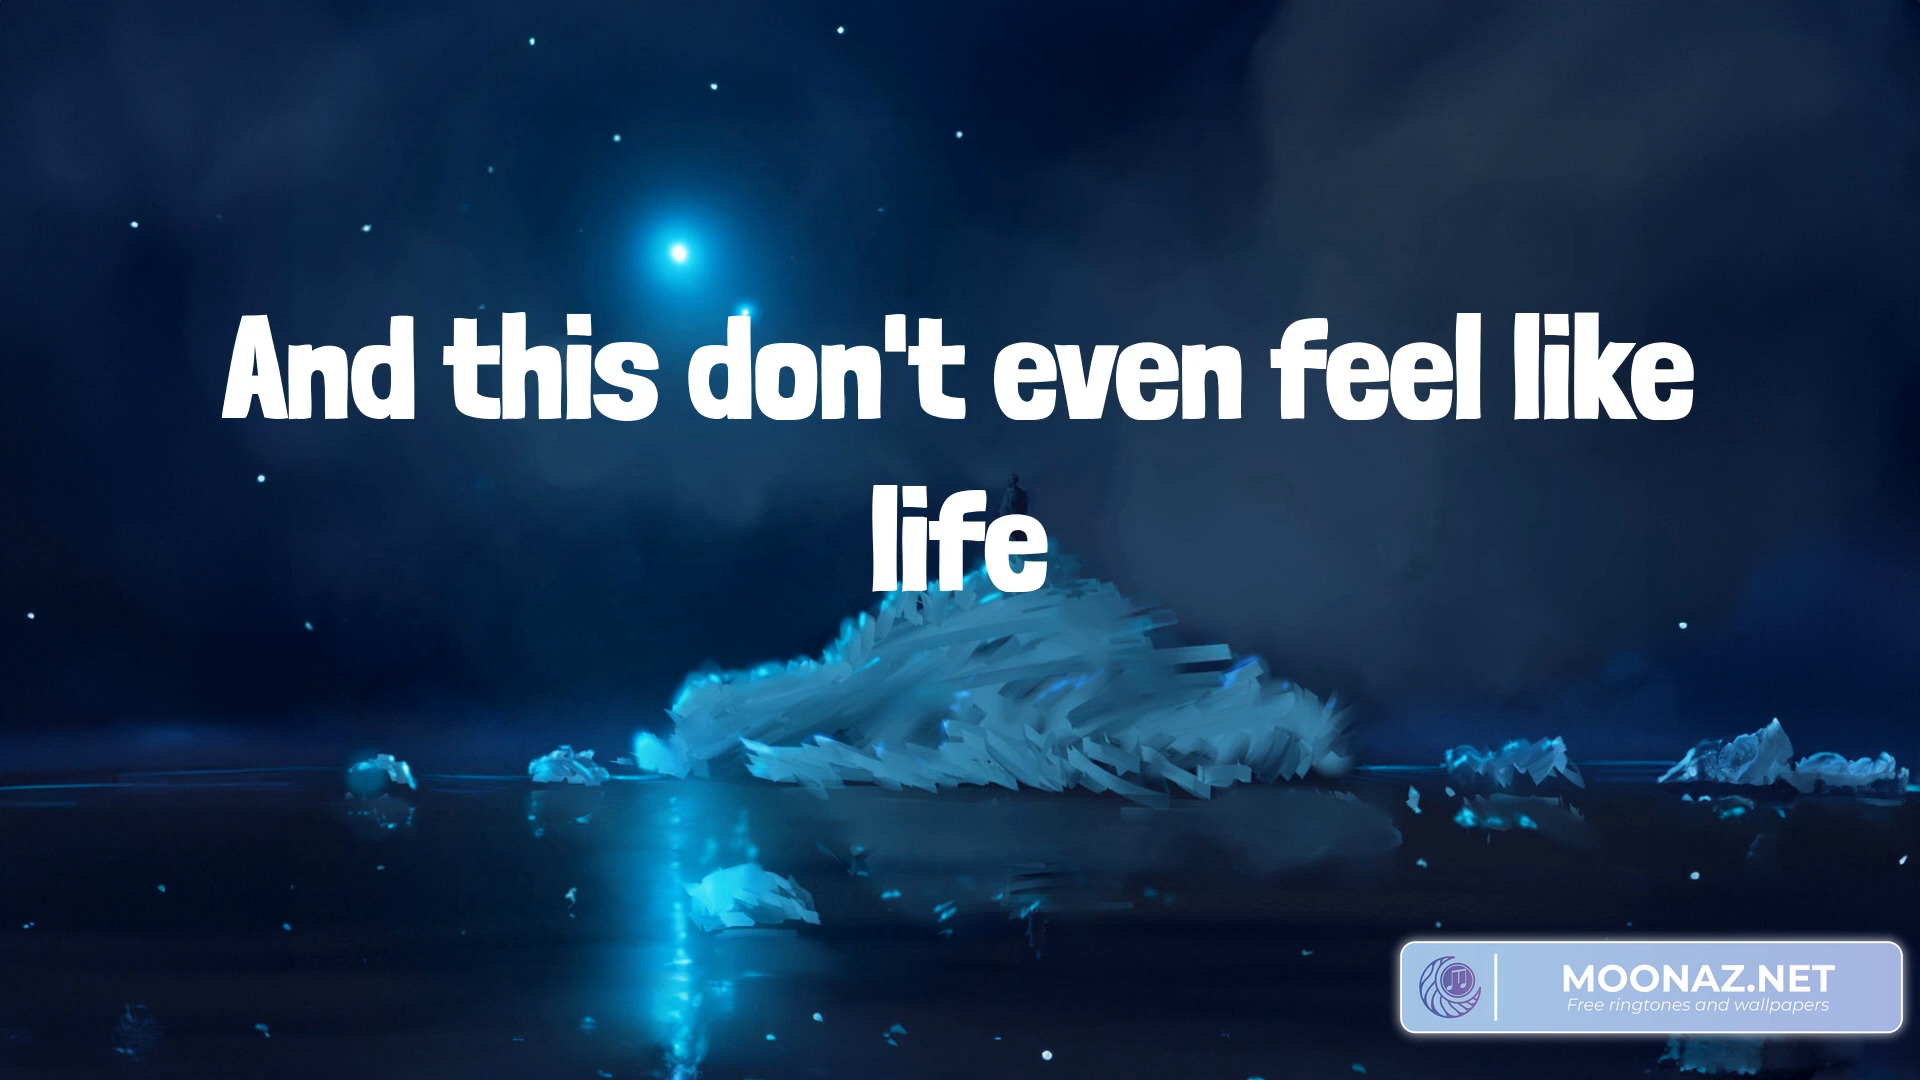 And this don't even feel like
life
MOONAZ.NET
Free ringtones and wallpapers